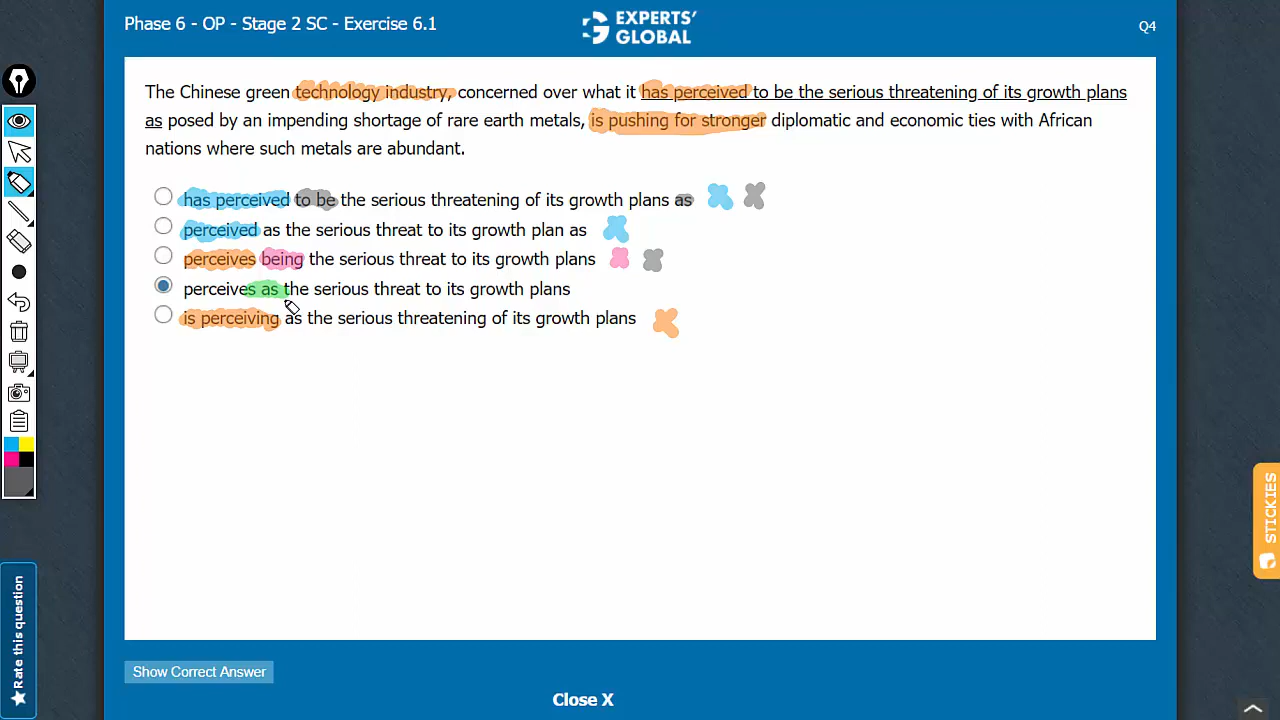 Phase 6 - OP - Stage 2 SC - Exercise 6.1
EXPERTS'
GLOBAL
Q4
The Chinese green technology industry, concerned over what it has perceived to be the serious threatening of its growth plans
as posed by an impending shortage of rare earth metals, is pushing for stronger diplomatic and economic ties with African
nations where such metals are abundant.
has perceived to be the serious threatening of its growth plans as
perceived as the serious threat to its growth plan as
perceives being the serious threat to its growth plans
perceives as the serious threat to its growth plans
is perceiving as the serious threatening of its growth plans
STICKIES
Rate this question
Show Correct Answer
Close X